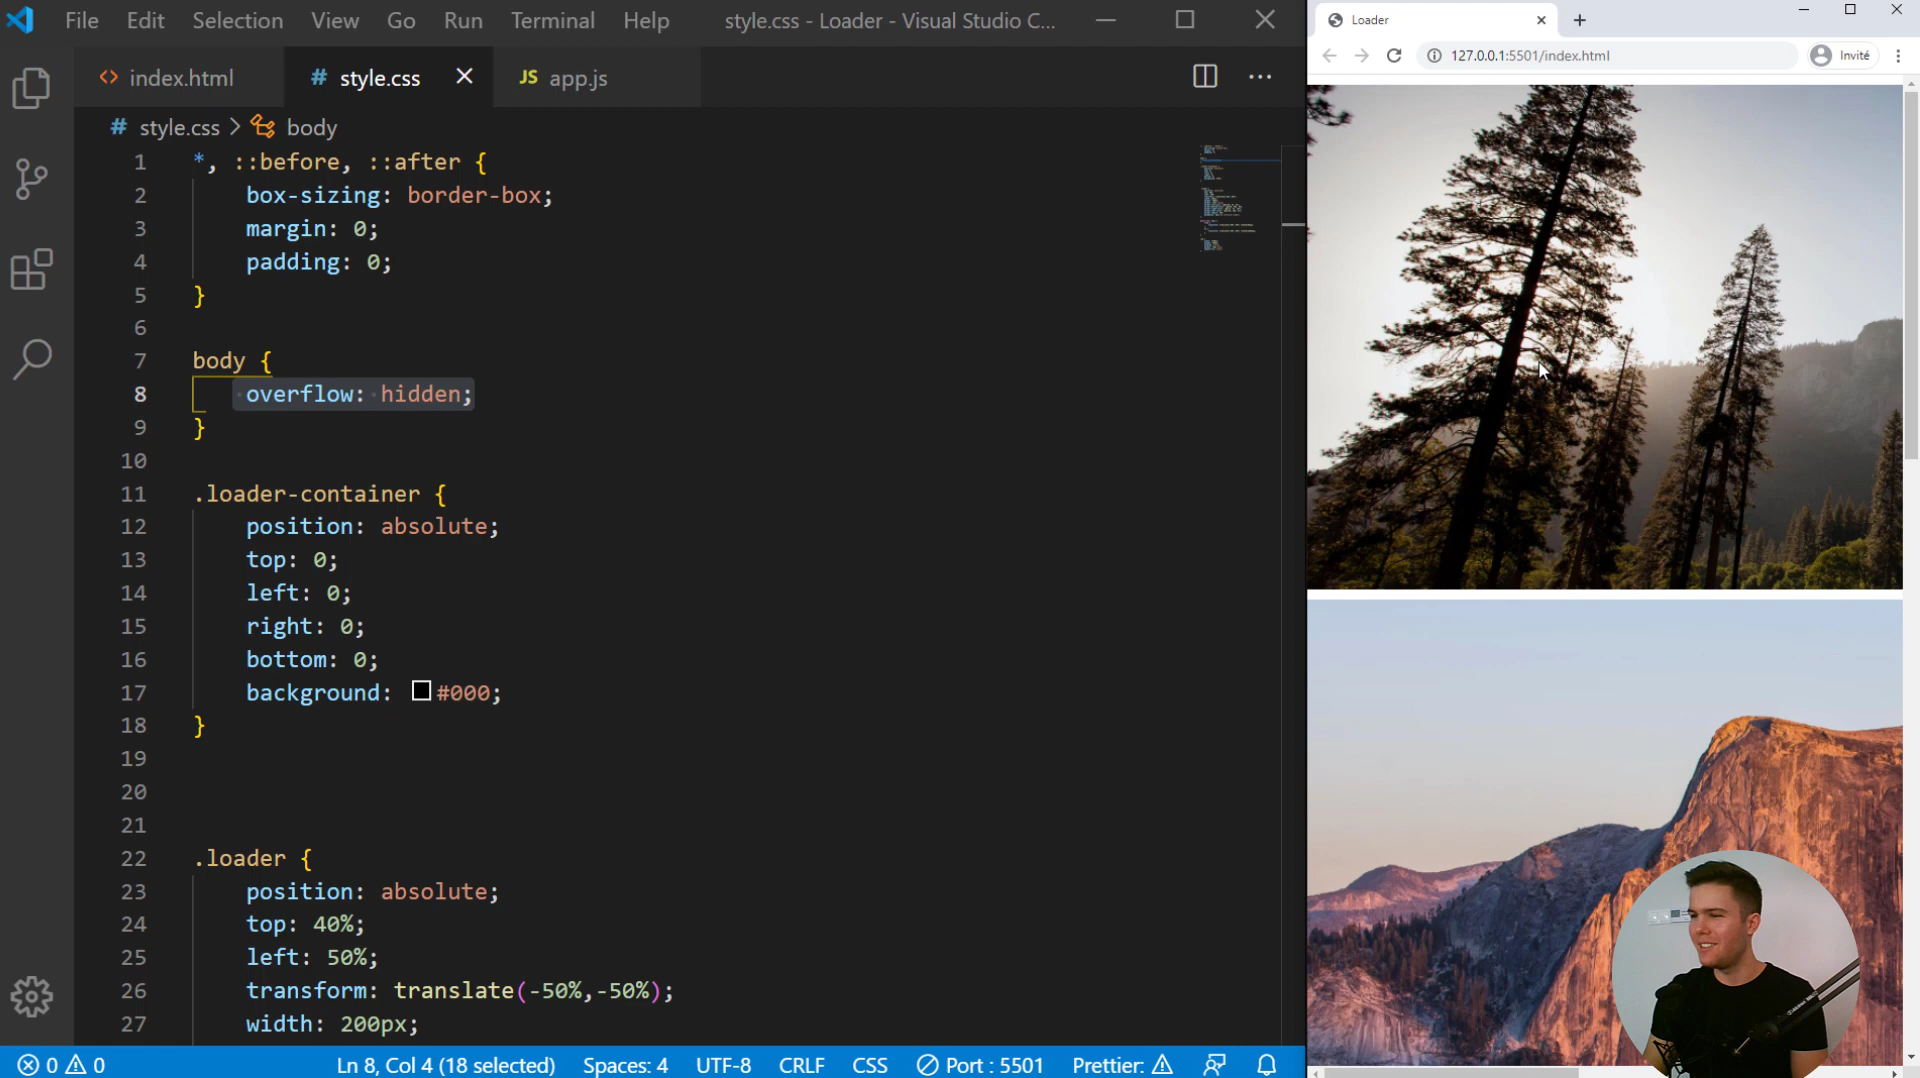 File Edit Selection View Go Run Terminal Help style.css - Loader - Visual Studio C...
index.html # style.css JS app.js
# style.css > body
1 *, ::before, ::after {
2 box-sizing: border-box;
3 margin: 0;
4 padding: 0;
5 }
6
7 body {
8 overflow: hidden;
9 }
10
11 .loader-container {
12 position: absolute;
13 top: 0;
14 left: 0;
15 right: 0;
16 bottom: 0;
17 background: #000;
18 }
19
20
21
22 .loader {
23 position: absolute;
24 top: 40%;
25 left: 50%;
26 transform: translate(-50%,-50%);
27 width: 200px;
0 0 Ln 8, Col 4 (18 selected) Spaces: 4 UTF-8 CRLF CSS Port : 5501 Prettier:
Loader
127.0.0.1:5501/index.html Invité